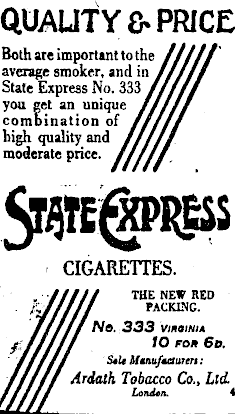 QUALITY & PRICE
Both are important to the
average smoker, and in
State Express No. 333
you get an unique
combination of
high quality and
moderate price.
STATE EXPRESS
CIGARETTES.
THE NEW RED
PACKING.
No. 333 VIRGINIA
10 FOR 6D.
Sole Manufacturers:
Ardath Tobacco Co., Ltd.
London.
4